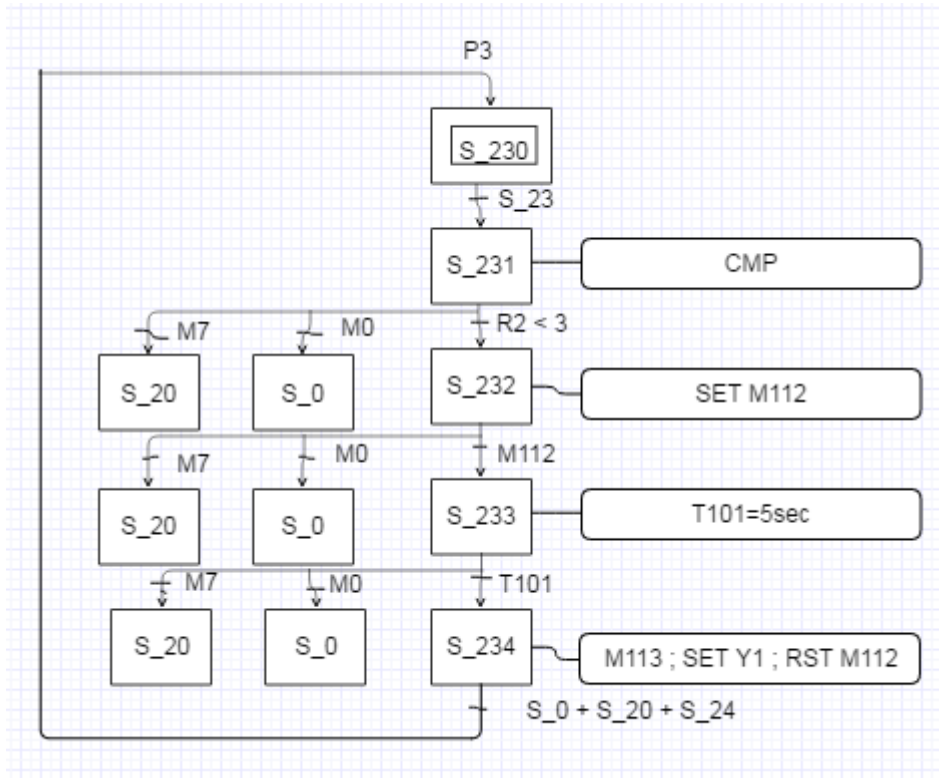 P3
S_230
S_23
S_231
CMP
M7
M0
R2 < 3
S_20
S_0
S_232
SET M112
M7
M0
M112
S_20
S_0
S_233
T101=5sec
M7
M0
T101
S_20
S_0
S_234
M113 ; SET Y1 ; RST M112
S_0 + S_20 + S_24